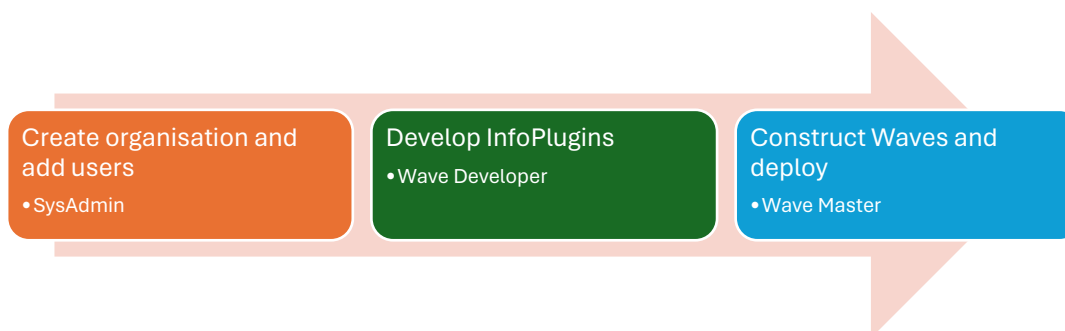 Create organisation and
add users
•SysAdmin
Develop InfoPlugins
•Wave Developer
Construct Waves and
deploy
•Wave Master